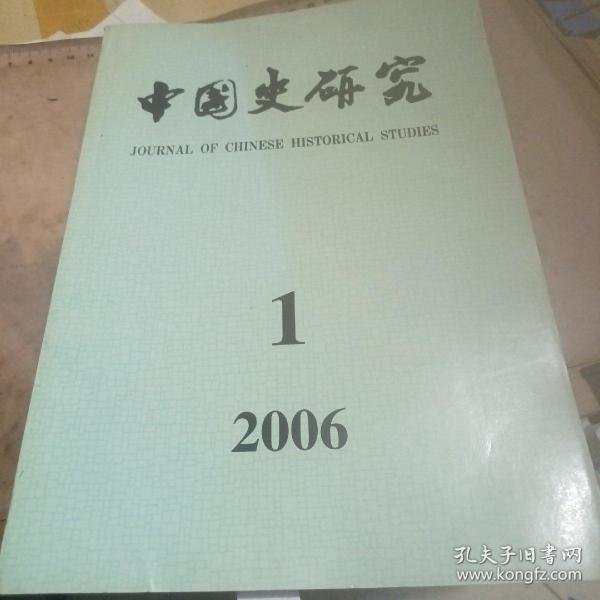 中国史研究
JOURNAL OF CHINESE HISTORICAL STUDIES
1
2006
孔夫子旧书网
www.kongfz.com